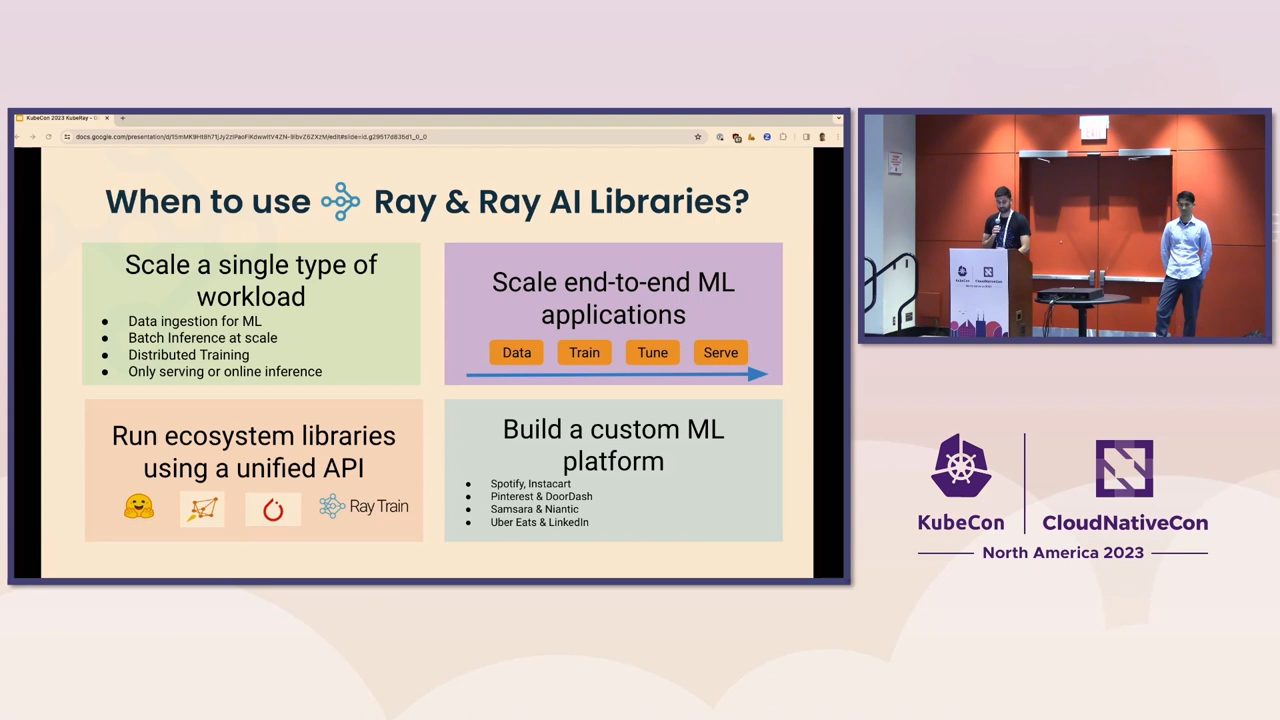 KubeCon 2023 KubeRay - G
When to use Ray & Ray AI Libraries?
Scale a single type of
workload
● Data ingestion for ML
● Batch Inference at scale
● Distributed Training
● Only serving or online inference
Scale end-to-end ML
applications
Data Train Tune Serve
Run ecosystem libraries
using a unified API
Ray Train
Build a custom ML
platform
● Spotify, Instacart
● Pinterest & DoorDash
● Samsara & Niantic
● Uber Eats & LinkedIn
KubeCon
CloudNativeCon
North America 2023